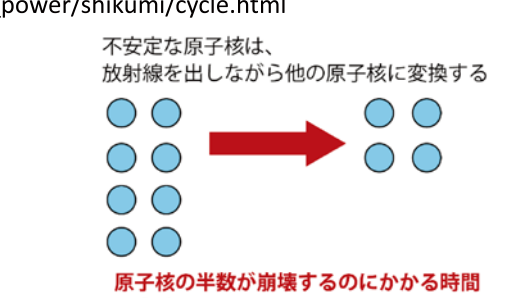 power/shikumi/cycle.html
不安定な原子核は、
放射線を出しながら他の原子核に変換する
原子核の半数が崩壊するのにかかる時間